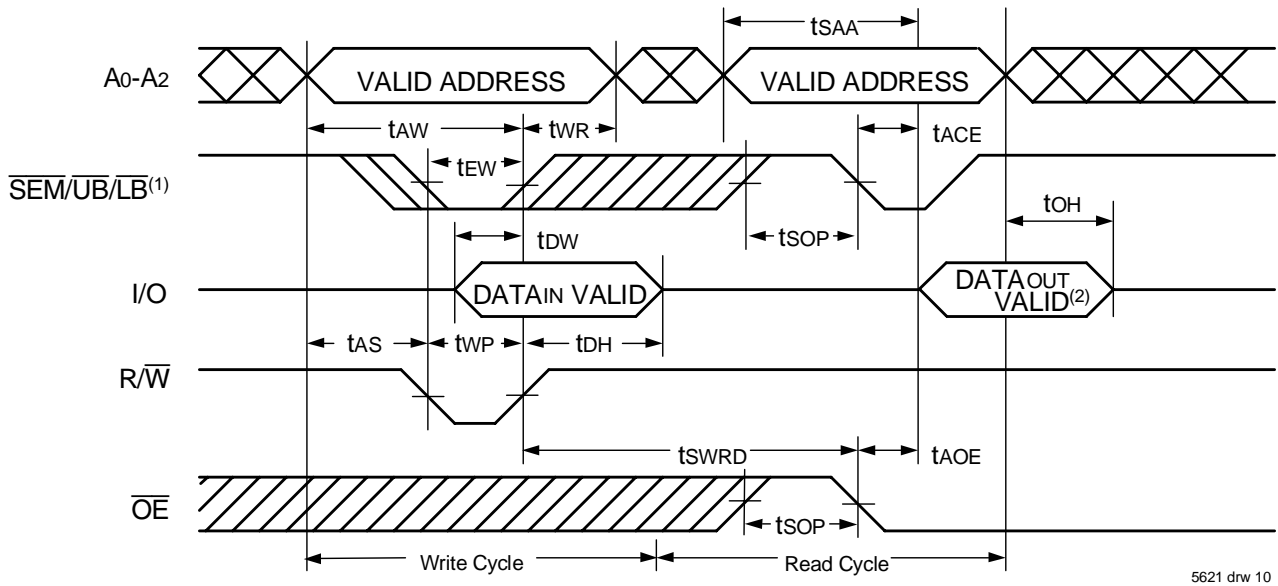 tSAA
A0-A2
VALID ADDRESS
VALID ADDRESS
tAW
tWR
tACE
SEM/UB/LB(1)
tEW
tSOP
tOH
tDW
I/O
DATAIN VALID
DATAOUT
VALID(2)
tAS
tWP
tDH
R/W
tSWRD
tAOE
OE
tSOP
Write Cycle
Read Cycle
5621 drw 10